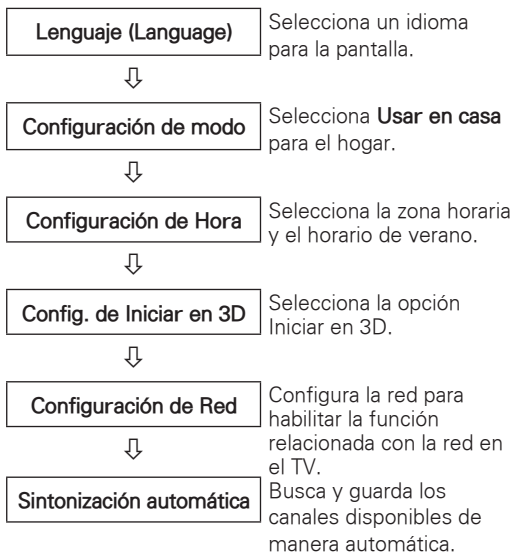 Lenguaje (Language)
Selecciona un idioma
para la pantalla.
Configuración de modo
Selecciona Usar en casa
para el hogar.
Configuración de Hora
Selecciona la zona horaria
y el horario de verano.
Config. de Iniciar en 3D
Selecciona la opción
Iniciar en 3D.
Configuración de Red
Configura la red para
habilitar la función
relacionada con la red en
el TV.
Sintonización automática
Busca y guarda los
canales disponibles de
manera automática.